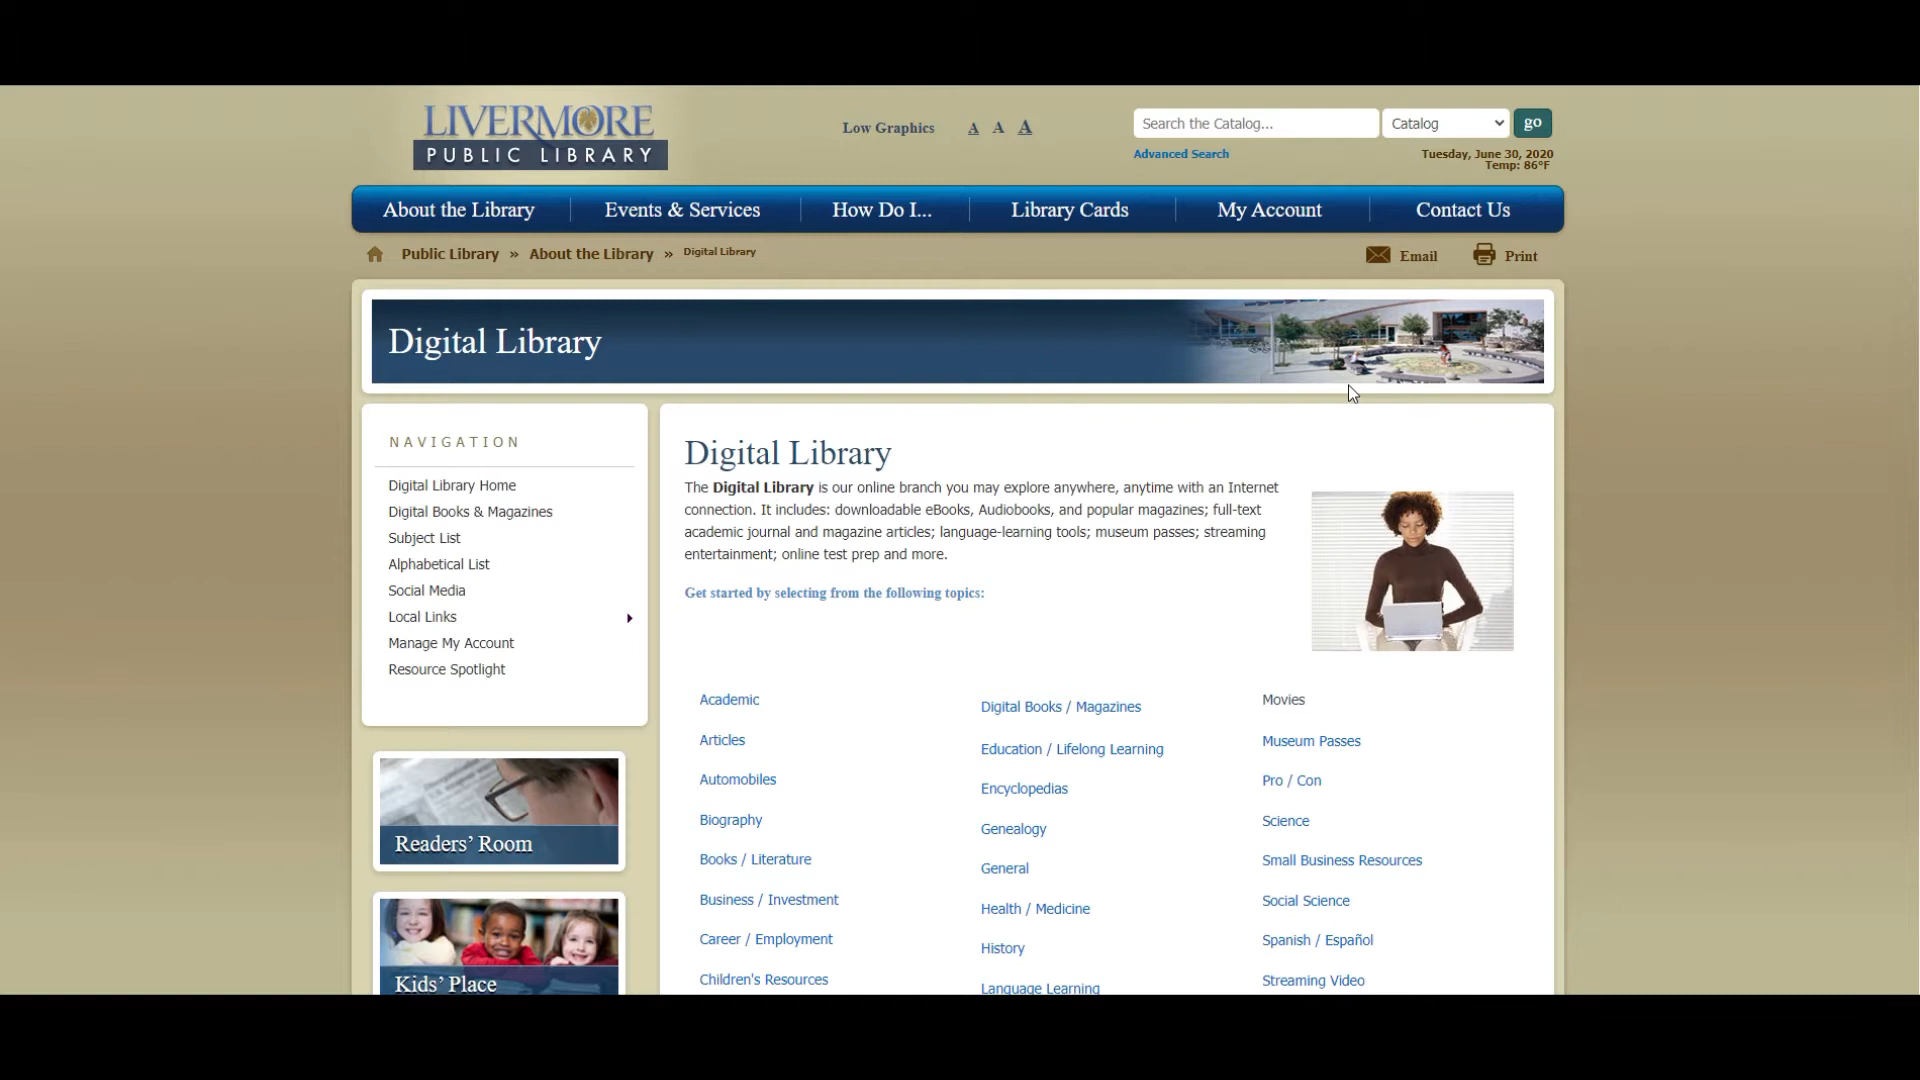 LIVERMORE
PUBLIC LIBRARY
Low Graphics A A A
Search the Catalog... Catalog go
Advanced Search
Tuesday, June 30, 2020
Temp: 86°F
About the Library Events & Services How Do I... Library Cards My Account Contact Us
Public Library » About the Library » Digital Library
Email Print
Digital Library
NAVIGATION
Digital Library Home
Digital Books & Magazines
Subject List
Alphabetical List
Social Media
Local Links
Manage My Account
Resource Spotlight
Readers’ Room
Kids’ Place
Digital Library
The Digital Library is our online branch you may explore anywhere, anytime with an Internet
connection. It includes: downloadable eBooks, Audiobooks, and popular magazines; full-text
academic journal and magazine articles; language-learning tools; museum passes; streaming
entertainment; online test prep and more.
Get started by selecting from the following topics:
Academic
Articles
Automobiles
Biography
Books / Literature
Business / Investment
Career / Employment
Children's Resources
Digital Books / Magazines
Education / Lifelong Learning
Encyclopedias
Genealogy
General
Health / Medicine
History
Language Learning
Movies
Museum Passes
Pro / Con
Science
Small Business Resources
Social Science
Spanish / Español
Streaming Video